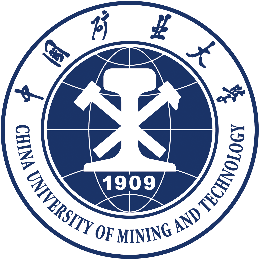 中国矿业大学
1909
CHINA UNIVERSITY OF MINING AND TECHNOLOGY